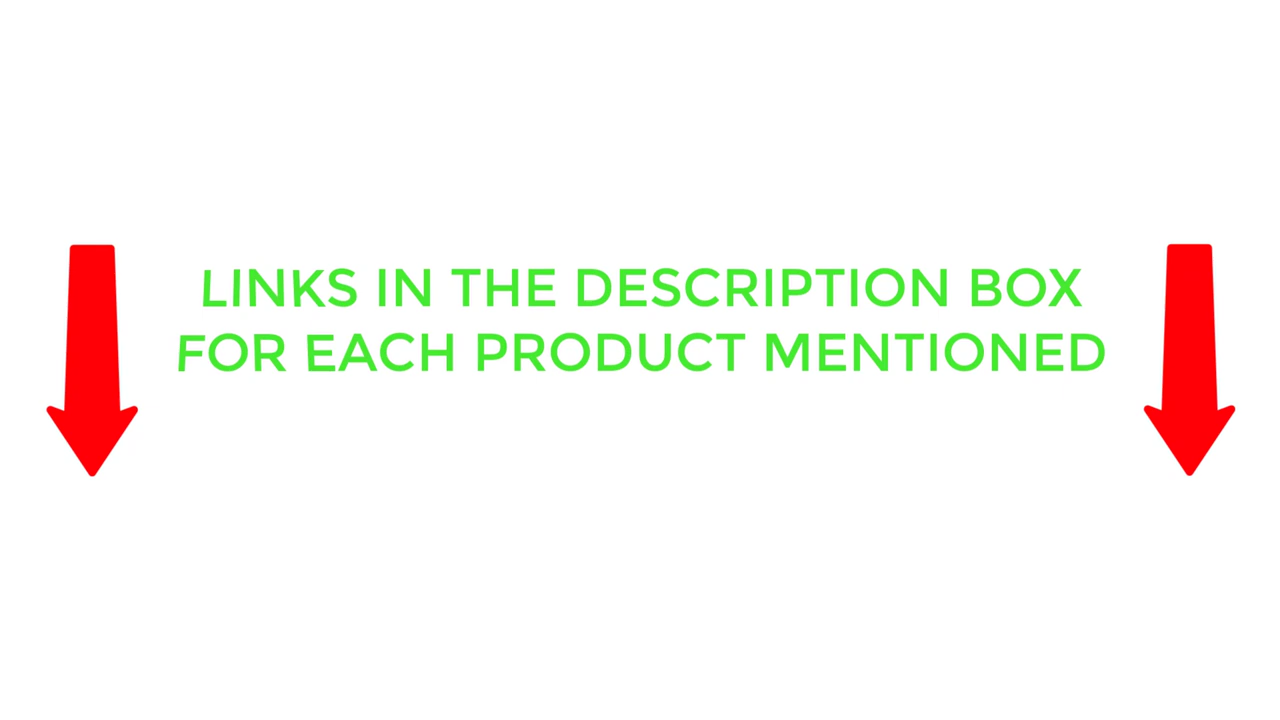 LINKS IN THE DESCRIPTION BOX
FOR EACH PRODUCT MENTIONED